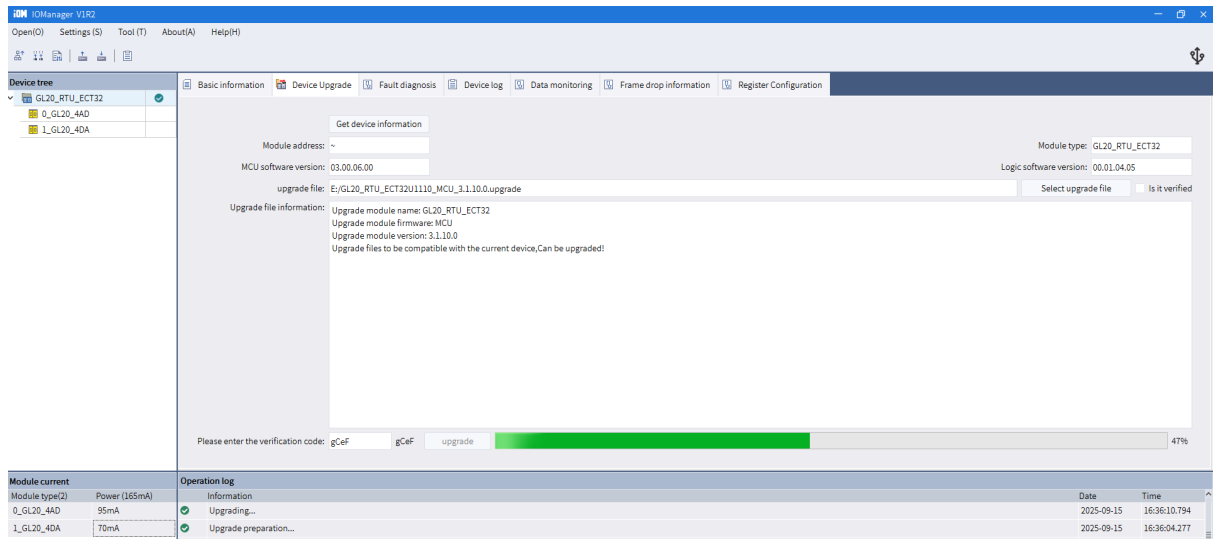 iOM IOManager V1R2
Open(O) Settings (S) Tool (T) About(A) Help(H)
Device tree
GL20_RTU_ECT32
0_GL20_4AD
1_GL20_4DA
Basic information Device Upgrade Fault diagnosis Device log Data monitoring Frame drop information Register Configuration
Get device information
Module address: ~ Module type: GL20_RTU_ECT32
MCU software version: 03.00.06.00 Logic software version: 00.01.04.05
upgrade file: E:/GL20_RTU_ECT32U1110_MCU_3.1.10.0.upgrade Select upgrade file Is it verified
Upgrade file information: Upgrade module name: GL20_RTU_ECT32
Upgrade module firmware: MCU
Upgrade module version: 3.1.10.0
Upgrade files to be compatible with the current device,Can be upgraded!
Please enter the verification code: gCeF gCeF upgrade 47%
Module current
Module type(2) Power (165mA)
0_GL20_4AD 95mA
1_GL20_4DA 70mA
Operation log
Information Date Time
Upgrading... 2025-09-15 16:36:10.794
Upgrade preparation... 2025-09-15 16:36:04.277